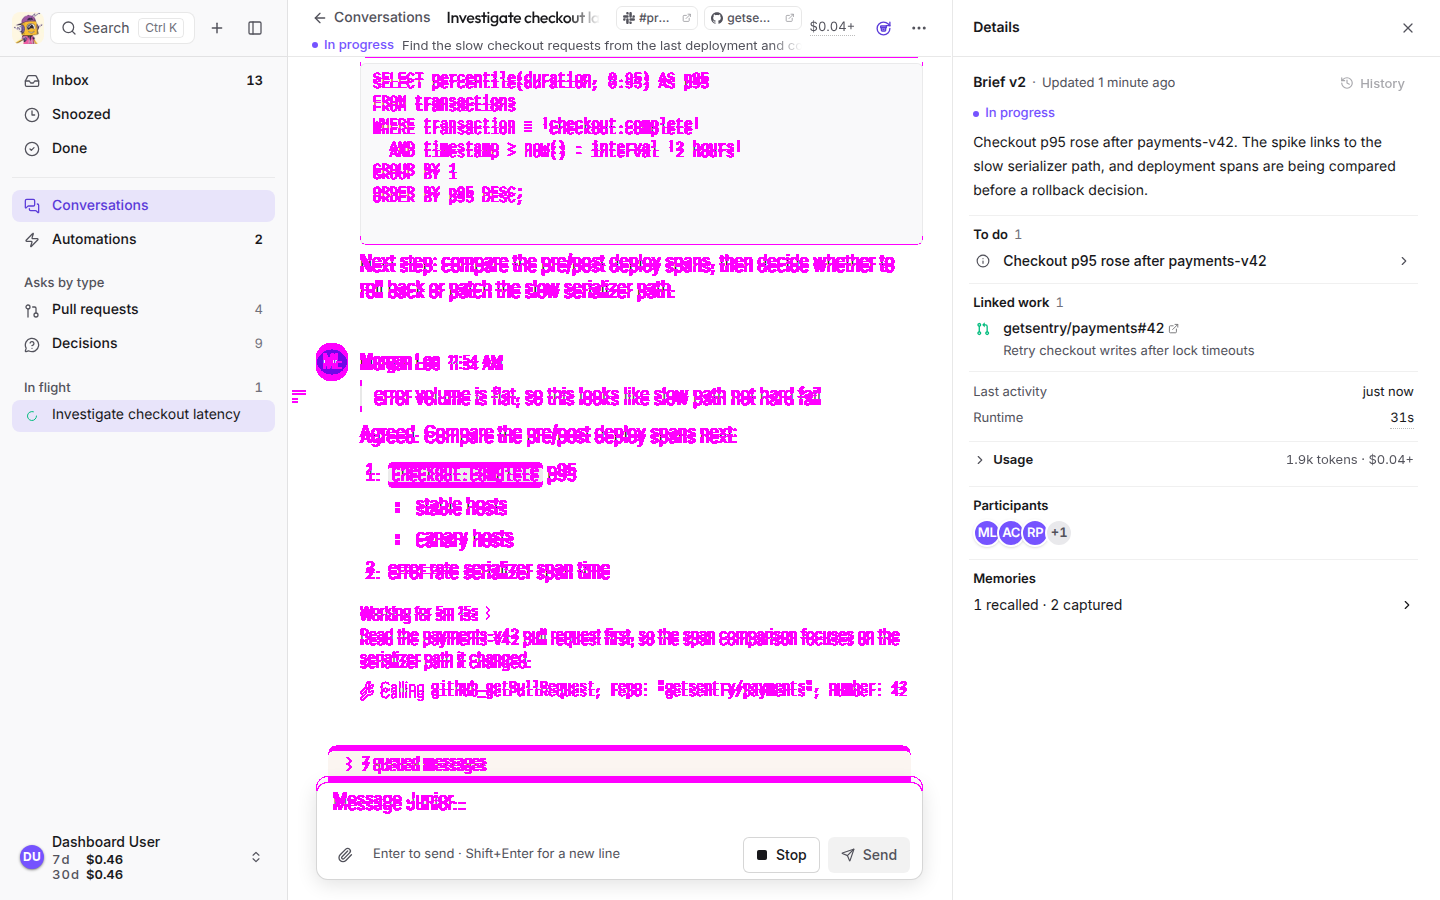 Search Ctrl K
Inbox 13
Snoozed
Done
Conversations
Automations 2
Asks by type
Pull requests 4
Decisions 9
In flight 1
Investigate checkout latency
DU Dashboard User
7d $0.46
30d $0.46
Conversations Investigate checkout #pr... getse... $0.04+
In progress Find the slow checkout requests from the last deployment and
SELECT percentile(duration, 0.95) AS p95
FROM transactions
WHERE transaction = 'checkout.complete'
AND timestamp > now() - interval '2 hours'
GROUP BY 1
ORDER BY p95 DESC;
Next step: compare the pre/post deploy spans, then decide whether to
roll back or patch the slow serializer path.
ML Morgan Lee 11:54 AM
error volume is flat, so this looks like slow path not hard fail
Agreed. Compare the pre/post deploy spans next:
1. checkout.complete p95
stable hosts
canary hosts
2. error rate serializer span time
Working for 5m 15s
Read the payments-v42 pull request first, so the span comparison focuses on the
serializer path it changed.
Calling github_getPullRequest, repo: "getsentry/payments", number: 42
7 queued messages
Message Junior...
Enter to send · Shift+Enter for a new line Stop Send
Details
Brief v2 · Updated 1 minute ago History
In progress
Checkout p95 rose after payments-v42. The spike links to the
slow serializer path, and deployment spans are being compared
before a rollback decision.
To do 1
Checkout p95 rose after payments-v42
Linked work 1
getsentry/payments#42
Retry checkout writes after lock timeouts
Last activity just now
Runtime 31s
Usage 1.9k tokens · $0.04+
Participants
ML AC RP +1
Memories
1 recalled · 2 captured